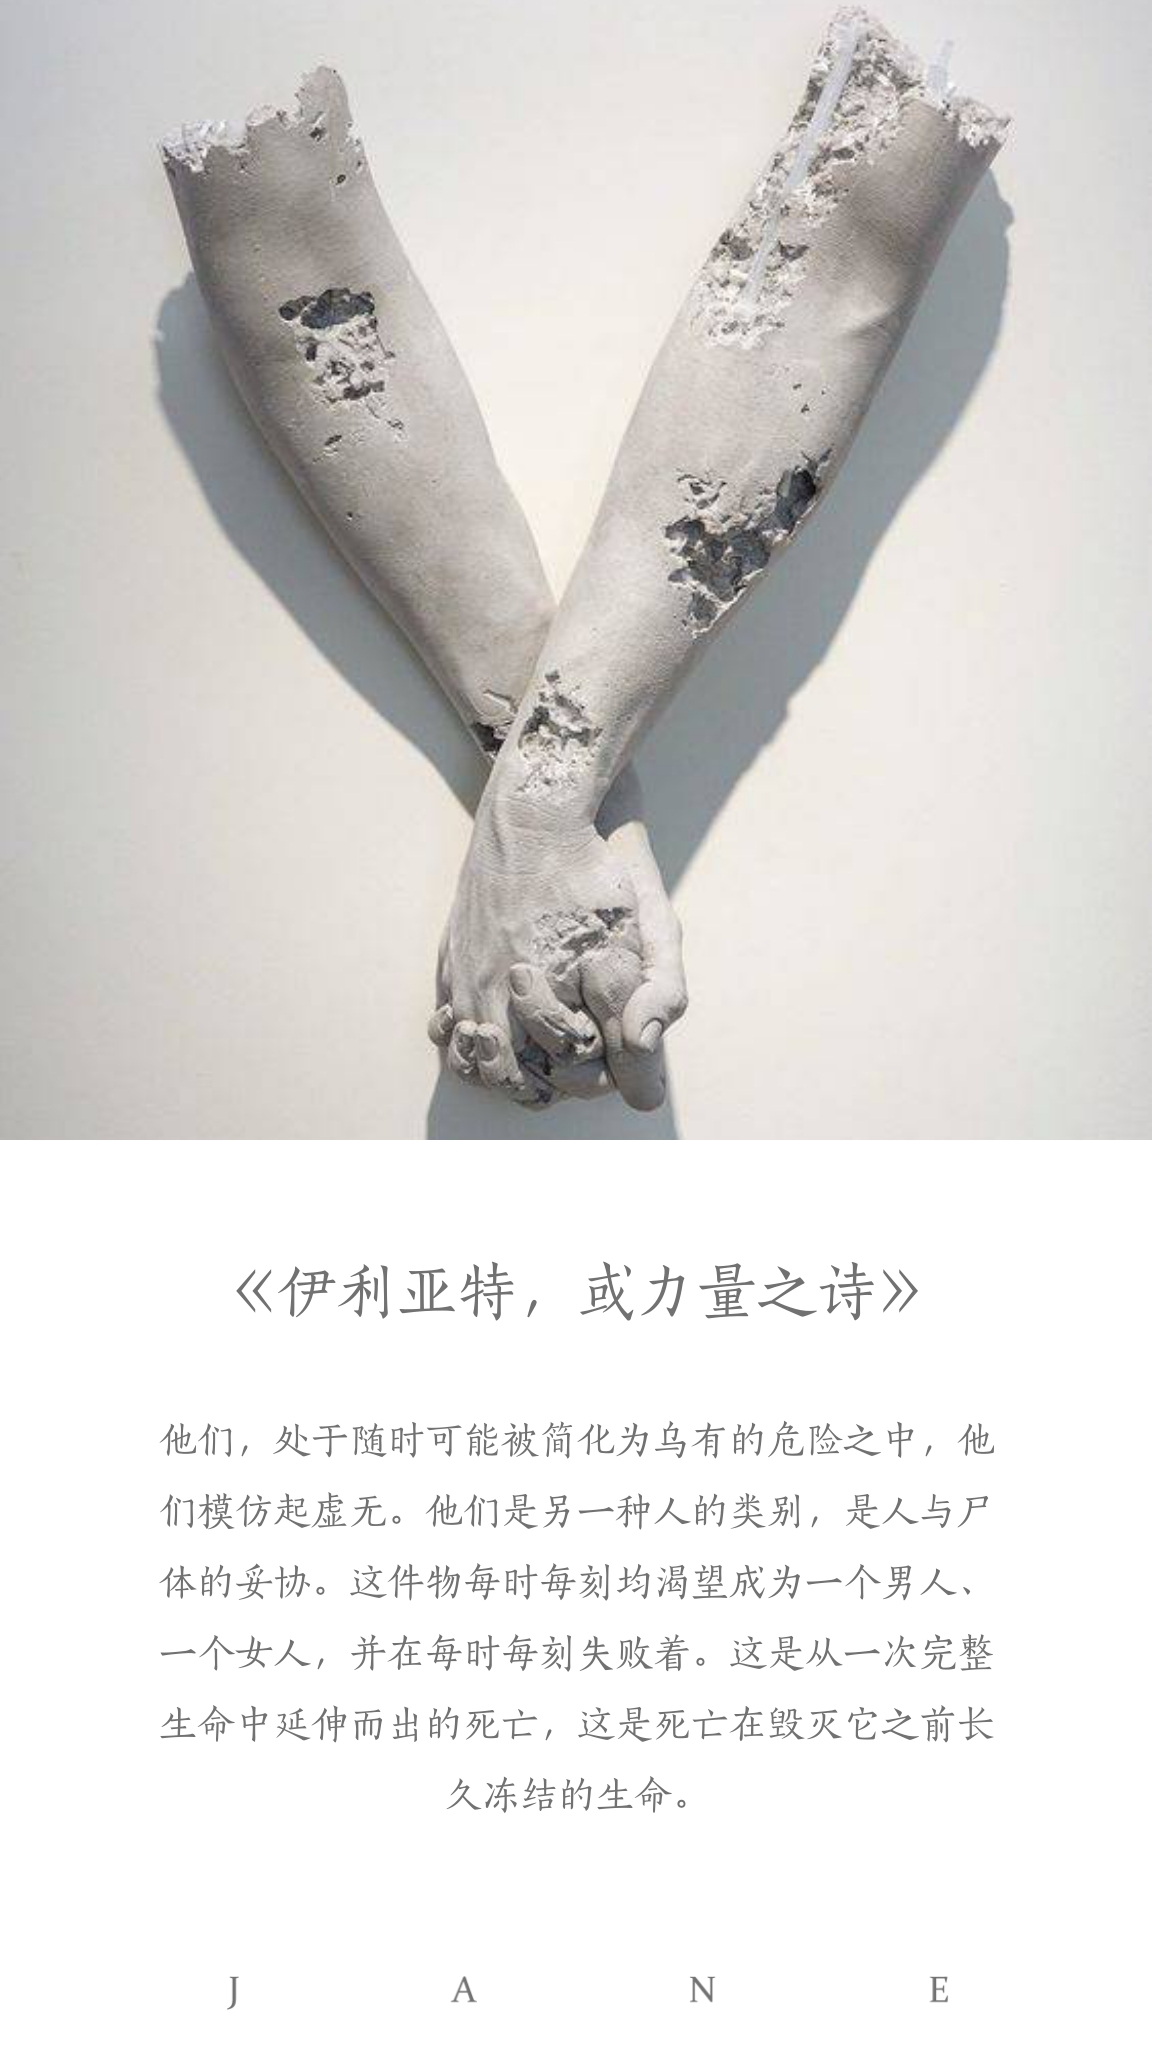 《伊利亚特，或力量之诗》
他们，处于随时可能被简化为乌有的危险之中，他
们模仿起虚无。他们是另一种人的类别，是人与尸
体的妥协。这件物每时每刻均渴望成为一个男人、
一个女人，并在每时每刻失败着。这是从一次完整
生命中延伸而出的死亡，这是死亡在毁灭它之前长
久冻结的生命。
J A N E